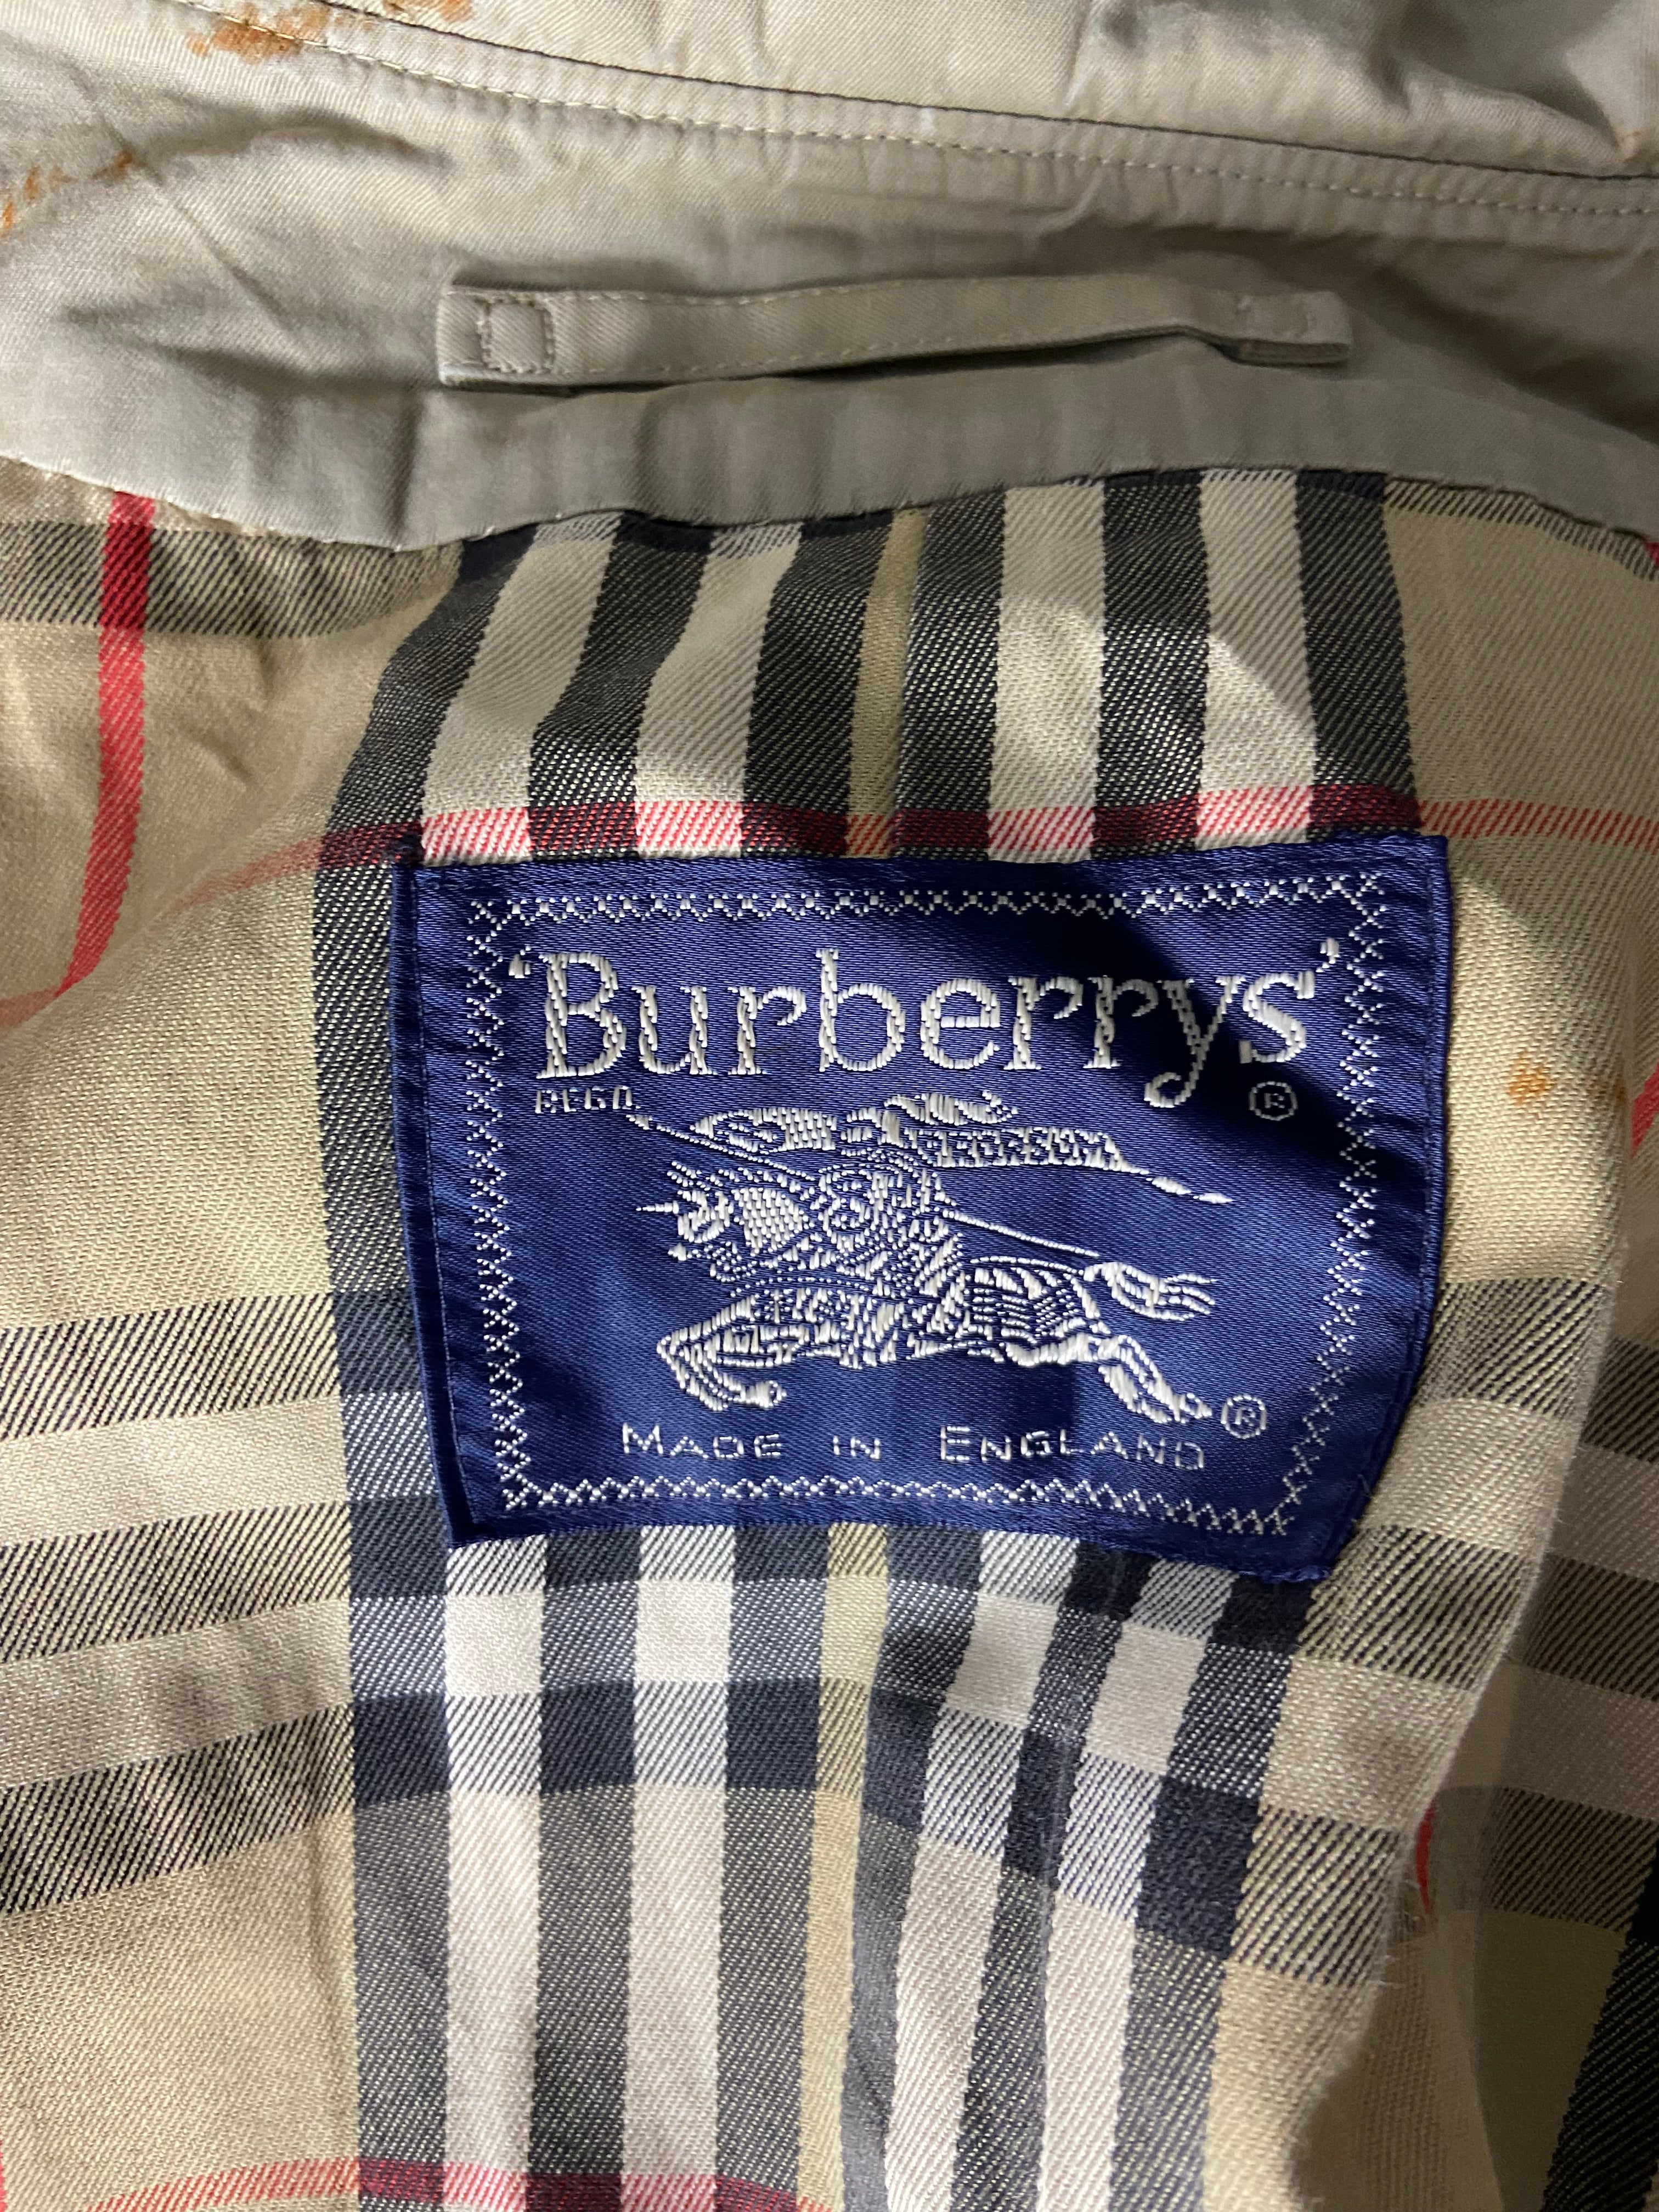 'Burberrys'®
REGD
PRORSUM
®
MADE IN ENGLAND